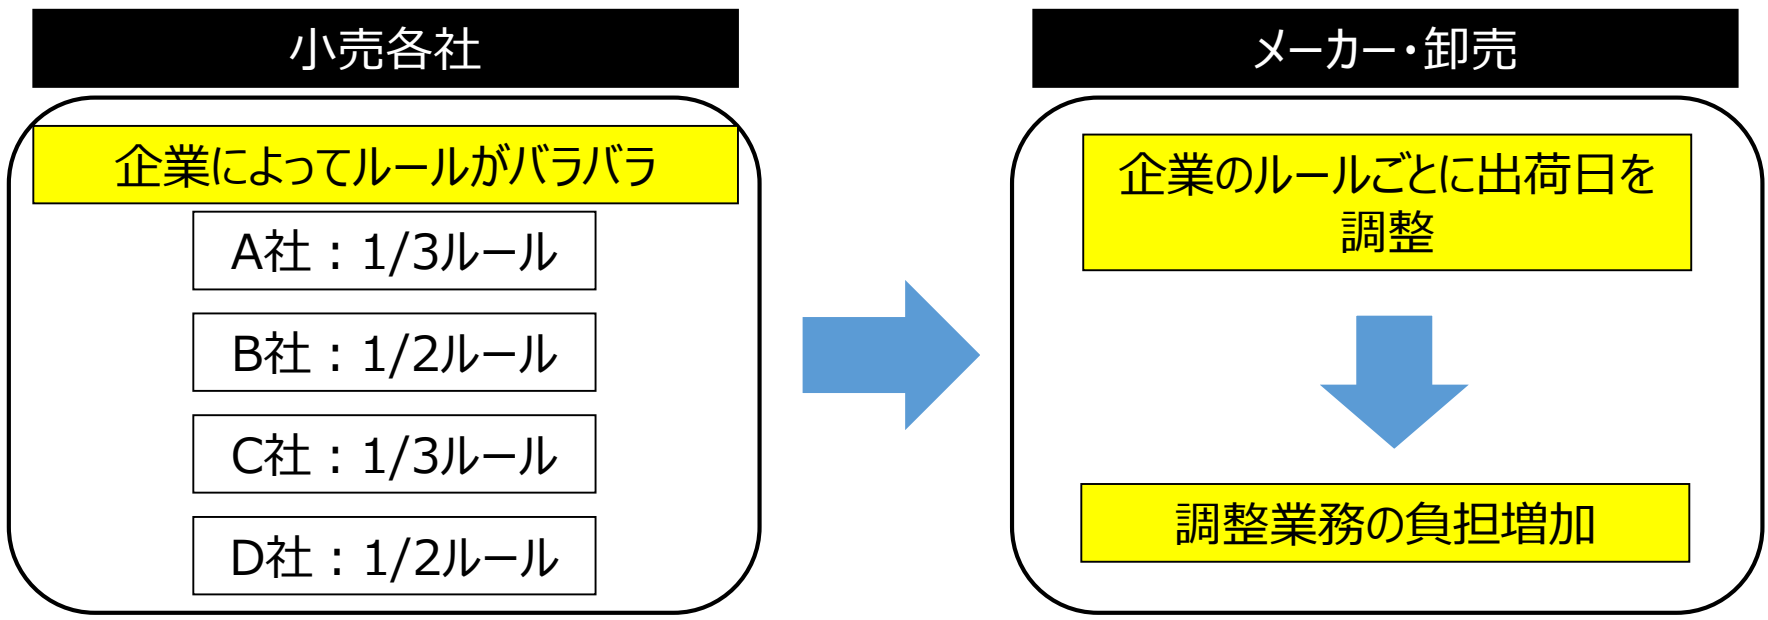 小売各社
企業によってルールがバラバラ
A社：1/3ルール
B社：1/2ルール
C社：1/3ルール
D社：1/2ルール
メーカー・卸売
企業のルールごとに出荷日を
調整
調整業務の負担増加